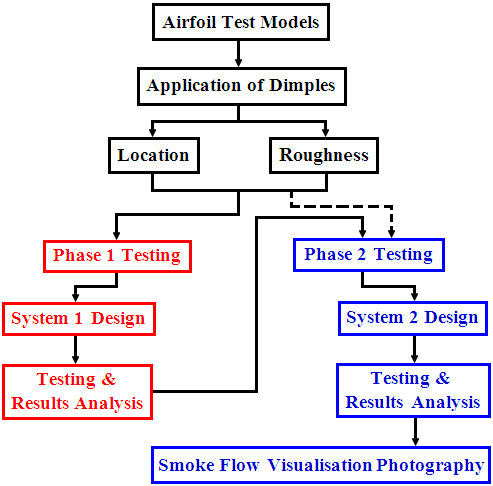 Airfoil Test Models
Application of Dimples
Location
Roughness
Phase 1 Testing
Phase 2 Testing
System 1 Design
System 2 Design
Testing &
Results Analysis
Testing &
Results Analysis
Smoke Flow Visualisation Photography